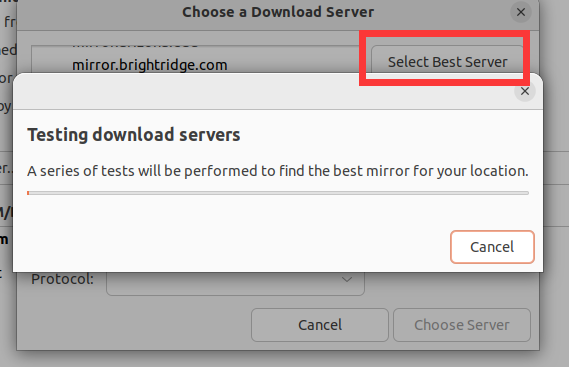 Choose a Download Server
mirror.brightridge.com
Select Best Server
Testing download servers
A series of tests will be performed to find the best mirror for your location.
Cancel
Protocol:
Cancel
Choose Server